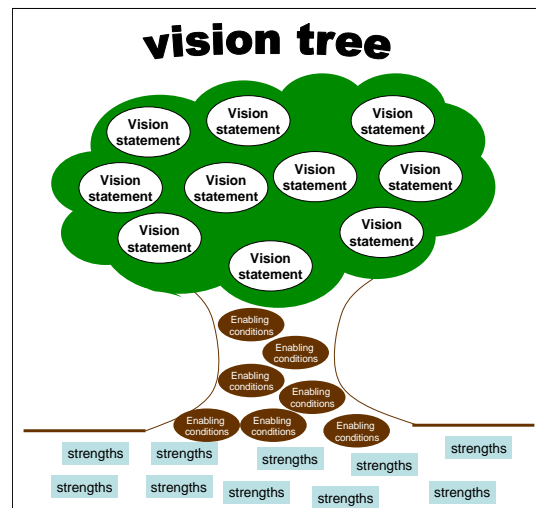 vision tree
Vision
statement
Vision
statement
Vision
statement
Vision
statement
Vision
statement
Vision
statement
Vision
statement
Vision
statement
Vision
statement
Vision
statement
Enabling
conditions
Enabling
conditions
Enabling
conditions
Enabling
conditions
Enabling
conditions
Enabling
conditions
Enabling
conditions
strengths
strengths
strengths
strengths
strengths
strengths
strengths
strengths
strengths
strengths